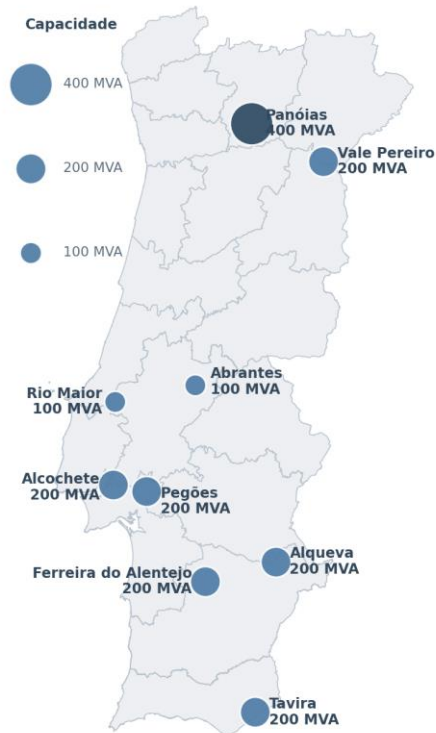 Capacidade
400 MVA
200 MVA
100 MVA
Panóias
400 MVA
Vale Pereiro
200 MVA
Abrantes
100 MVA
Rio Maior
100 MVA
Alcochete
200 MVA
Pegões
200 MVA
Alqueva
200 MVA
Ferreira do Alentejo
200 MVA
Tavira
200 MVA